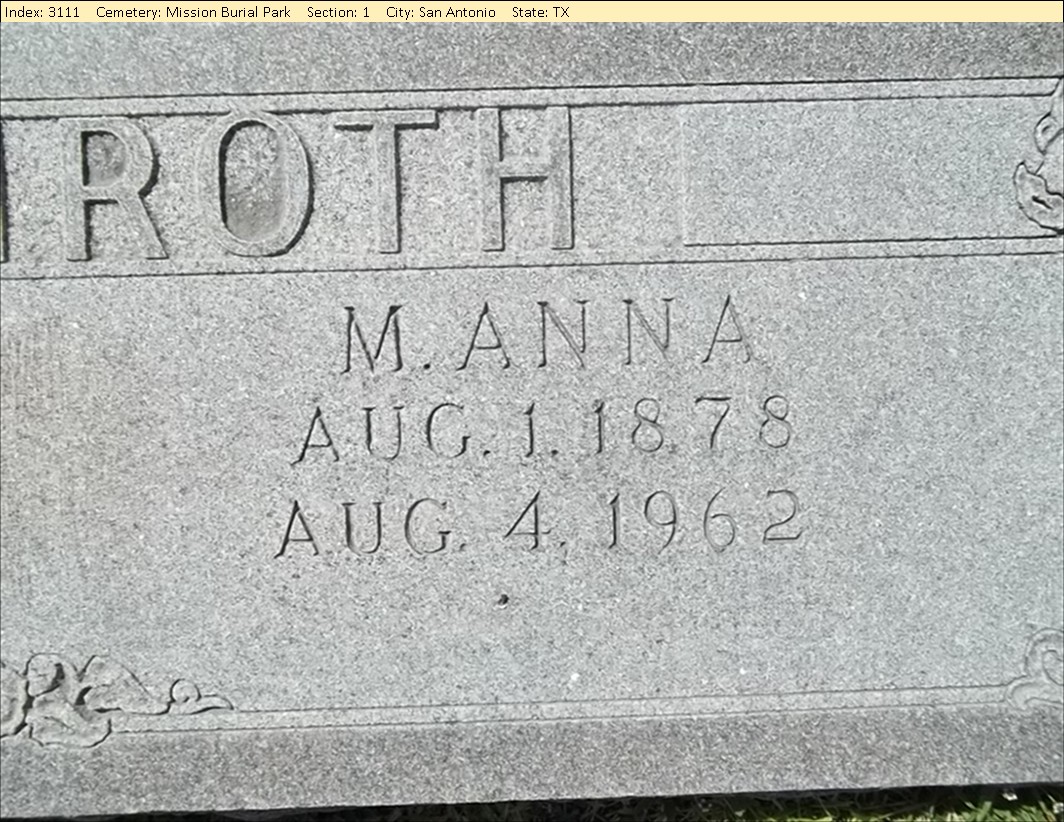 Index: 3111 Cemetery: Mission Burial Park Section: 1 City: San Antonio State: TX
ROTH
M. ANNA
AUG. 1, 1878
AUG. 4, 1962